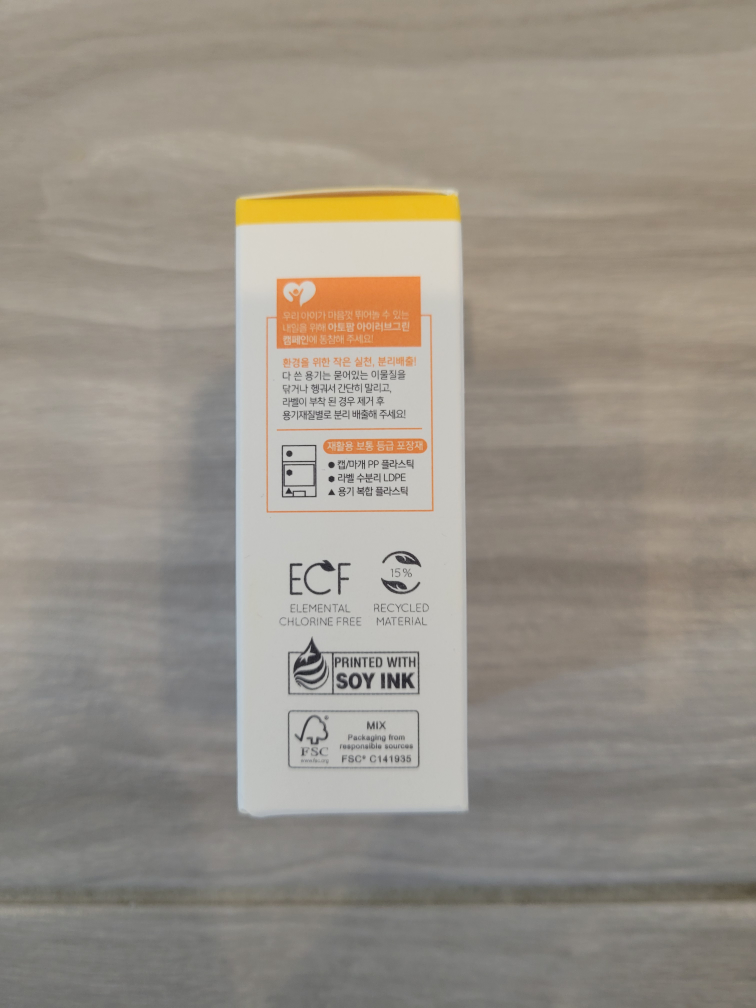 우리 아이가 마음껏 뛰어놀 수 있는
내일을 위해 아토팜 아이러브그린
캠페인에 동참해 주세요!
환경을 위한 작은 실천, 분리배출!
다 쓴 용기는 묻어있는 이물질을
닦거나 헹궈서 간단히 말리고,
라벨이 부착 된 경우 제거 후
용기재질별로 분리 배출해 주세요!
재활용 보통 등급 포장재
● 캡/마개 PP 플라스틱
● 라벨 수분리 LDPE
▲ 용기 복합 플라스틱
ECF
ELEMENTAL
CHLORINE FREE
15%
RECYCLED
MATERIAL
PRINTED WITH
SOY INK
FSC
www.fsc.org
MIX
Packaging from
responsible sources
FSC® C141935